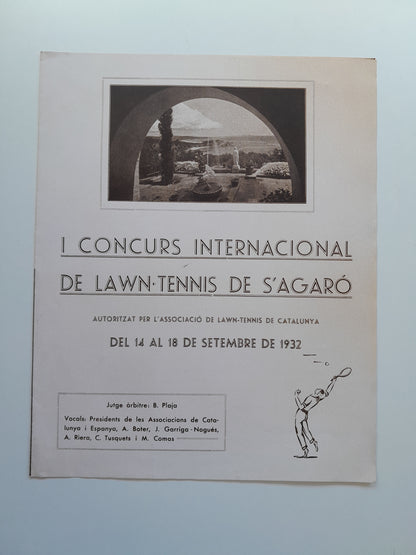 I CONCURS INTERNACIONAL
DE LAWN·TENNIS DE S'AGARÓ
AUTORITZAT PER L'ASSOCIACIÓ DE LAWN-TENNIS DE CATALUNYA
DEL 14 AL 18 DE SETEMBRE DE 1932
Jutge àrbitre: B. Plaja
Vocals: Presidents de les Associacions de Cata-
lunya i Espanya, A. Bater, J. Garriga-Nogués,
A. Riera, C. Tusquets i M. Comas